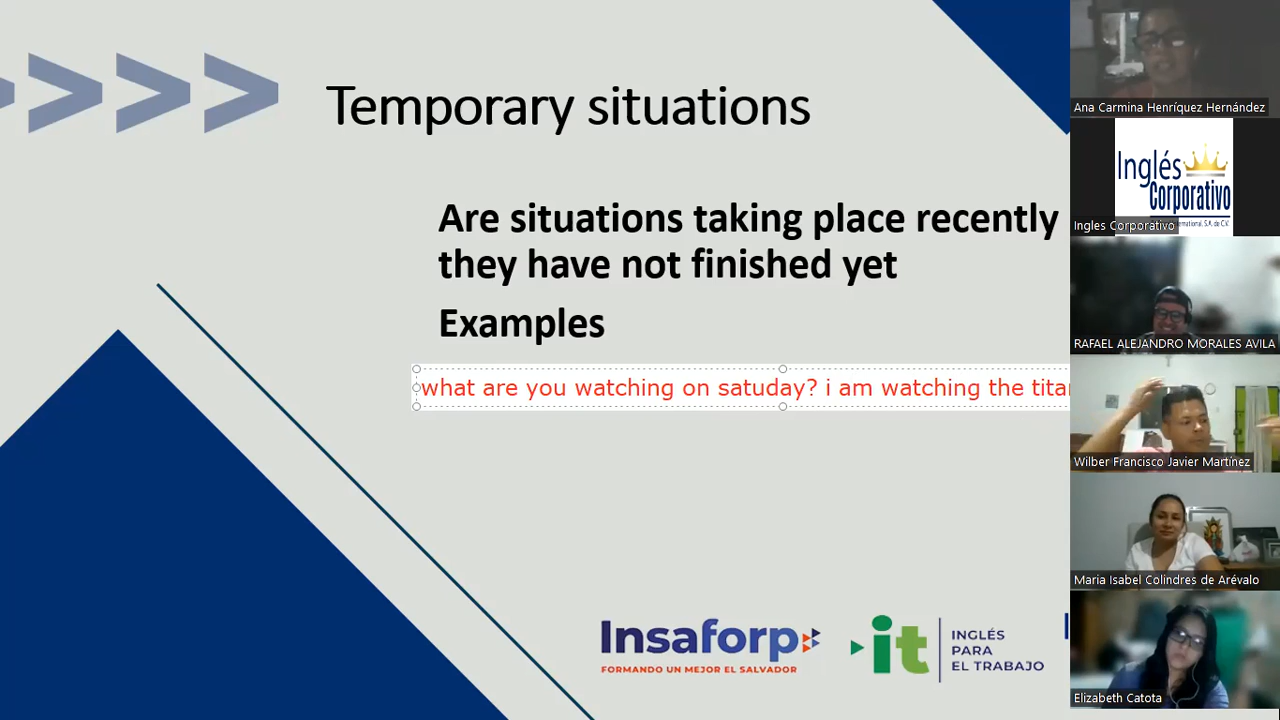 Temporary situations
Are situations taking place recently
they have not finished yet
Examples
what are you watching on satuday? i am watching the
Insaforp
FORMANDO UN MEJOR EL SALVADOR
it
INGLÉS
PARA
EL TRABAJO
Ana Carmina Henríquez Hernández
Inglés
Corporativo
Ingles Corporativo
RAFAEL ALEJANDRO MORALES AVILA
Wilber Francisco Javier Martínez
Maria Isabel Colindres de Arévalo
Elizabeth Catota